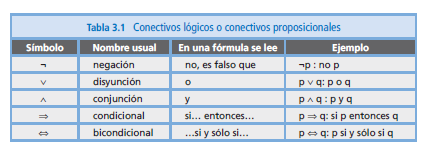 Tabla 3.1 Conectivos lógicos o conectivos proposicionales
Símbolo Nombre usual En una fórmula se lee Ejemplo
¬ negación no, es falso que ¬p : no p
∨ disyunción o p ∨ q: p o q
∧ conjunción y p ∧ q : p y q
⇒ condicional si... entonces... p ⇒ q: si p entonces q
⇔ bicondicional ...si y sólo si... p ⇔ q: p si y sólo si q